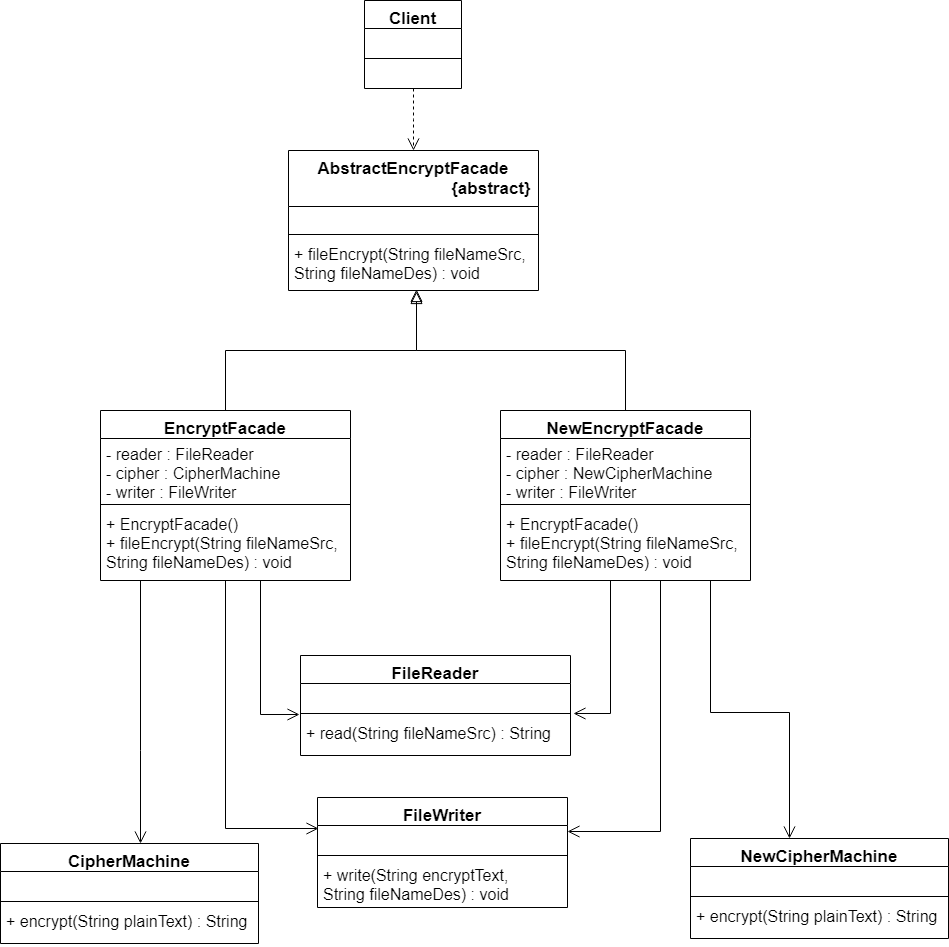 Client
AbstractEncryptFacade
{abstract}
+ fileEncrypt(String fileNameSrc,
String fileNameDes) : void
EncryptFacade
- reader : FileReader
- cipher : CipherMachine
- writer : FileWriter
+ EncryptFacade()
+ fileEncrypt(String fileNameSrc,
String fileNameDes) : void
NewEncryptFacade
- reader : FileReader
- cipher : NewCipherMachine
- writer : FileWriter
+ EncryptFacade()
+ fileEncrypt(String fileNameSrc,
String fileNameDes) : void
FileReader
+ read(String fileNameSrc) : String
FileWriter
+ write(String encryptText,
String fileNameDes) : void
CipherMachine
+ encrypt(String plainText) : String
NewCipherMachine
+ encrypt(String plainText) : String